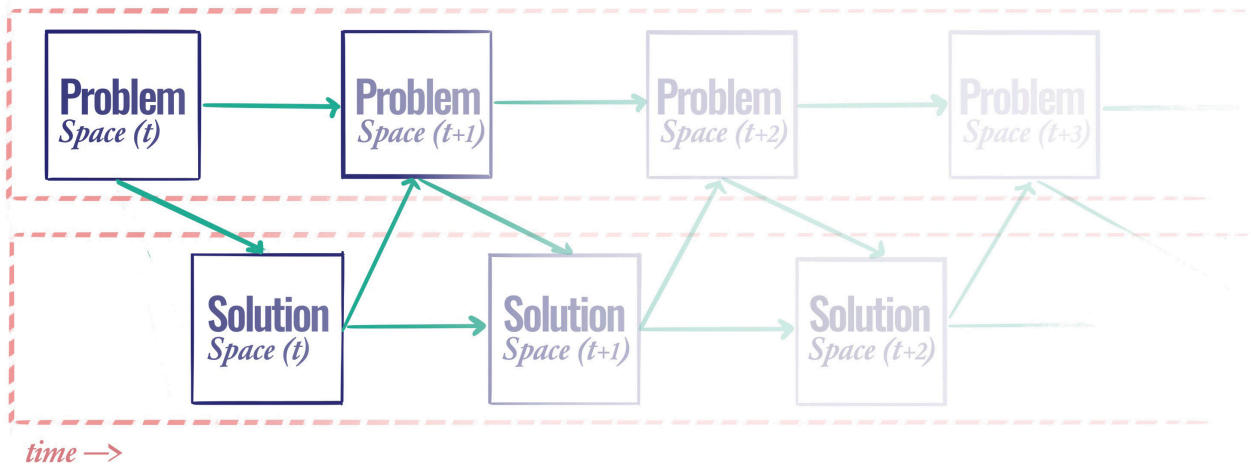 Problem
Space (t)
Problem
Space (t+1)
Problem
Space (t+2)
Problem
Space (t+3)
Solution
Space (t)
Solution
Space (t+1)
Solution
Space (t+2)
time →